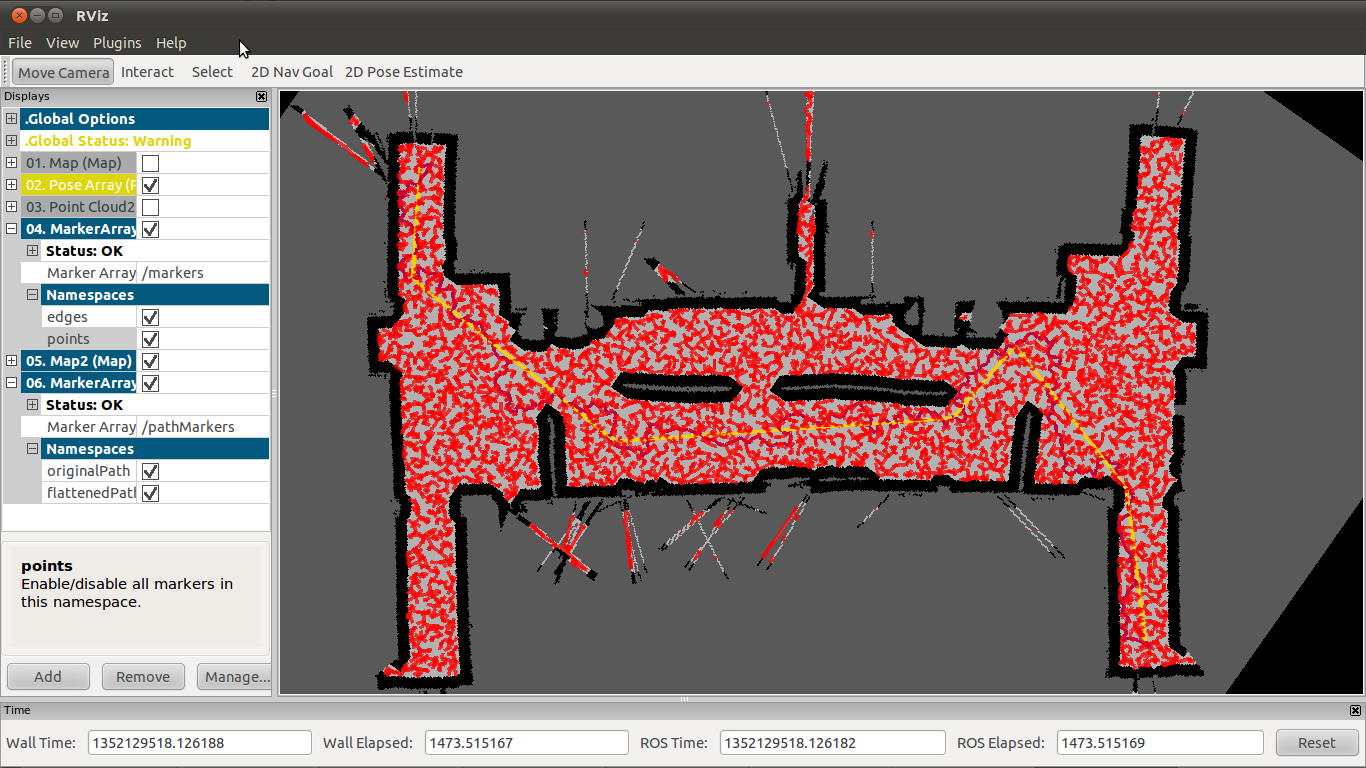 RViz
File View Plugins Help
Move Camera Interact Select 2D Nav Goal 2D Pose Estimate
Displays
.Global Options
.Global Status: Warning
01. Map (Map)
02. Pose Array (P
03. Point Cloud2
04. MarkerArray
Status: OK
Marker Array /markers
Namespaces
edges
points
05. Map2 (Map)
06. MarkerArray
Status: OK
Marker Array /pathMarkers
Namespaces
originalPath
flattenedPath
points
Enable/disable all markers in
this namespace.
Add Remove Manage...
Time
Wall Time: 1352129518.126188 Wall Elapsed: 1473.515167 ROS Time: 1352129518.126182 ROS Elapsed: 1473.515169 Reset